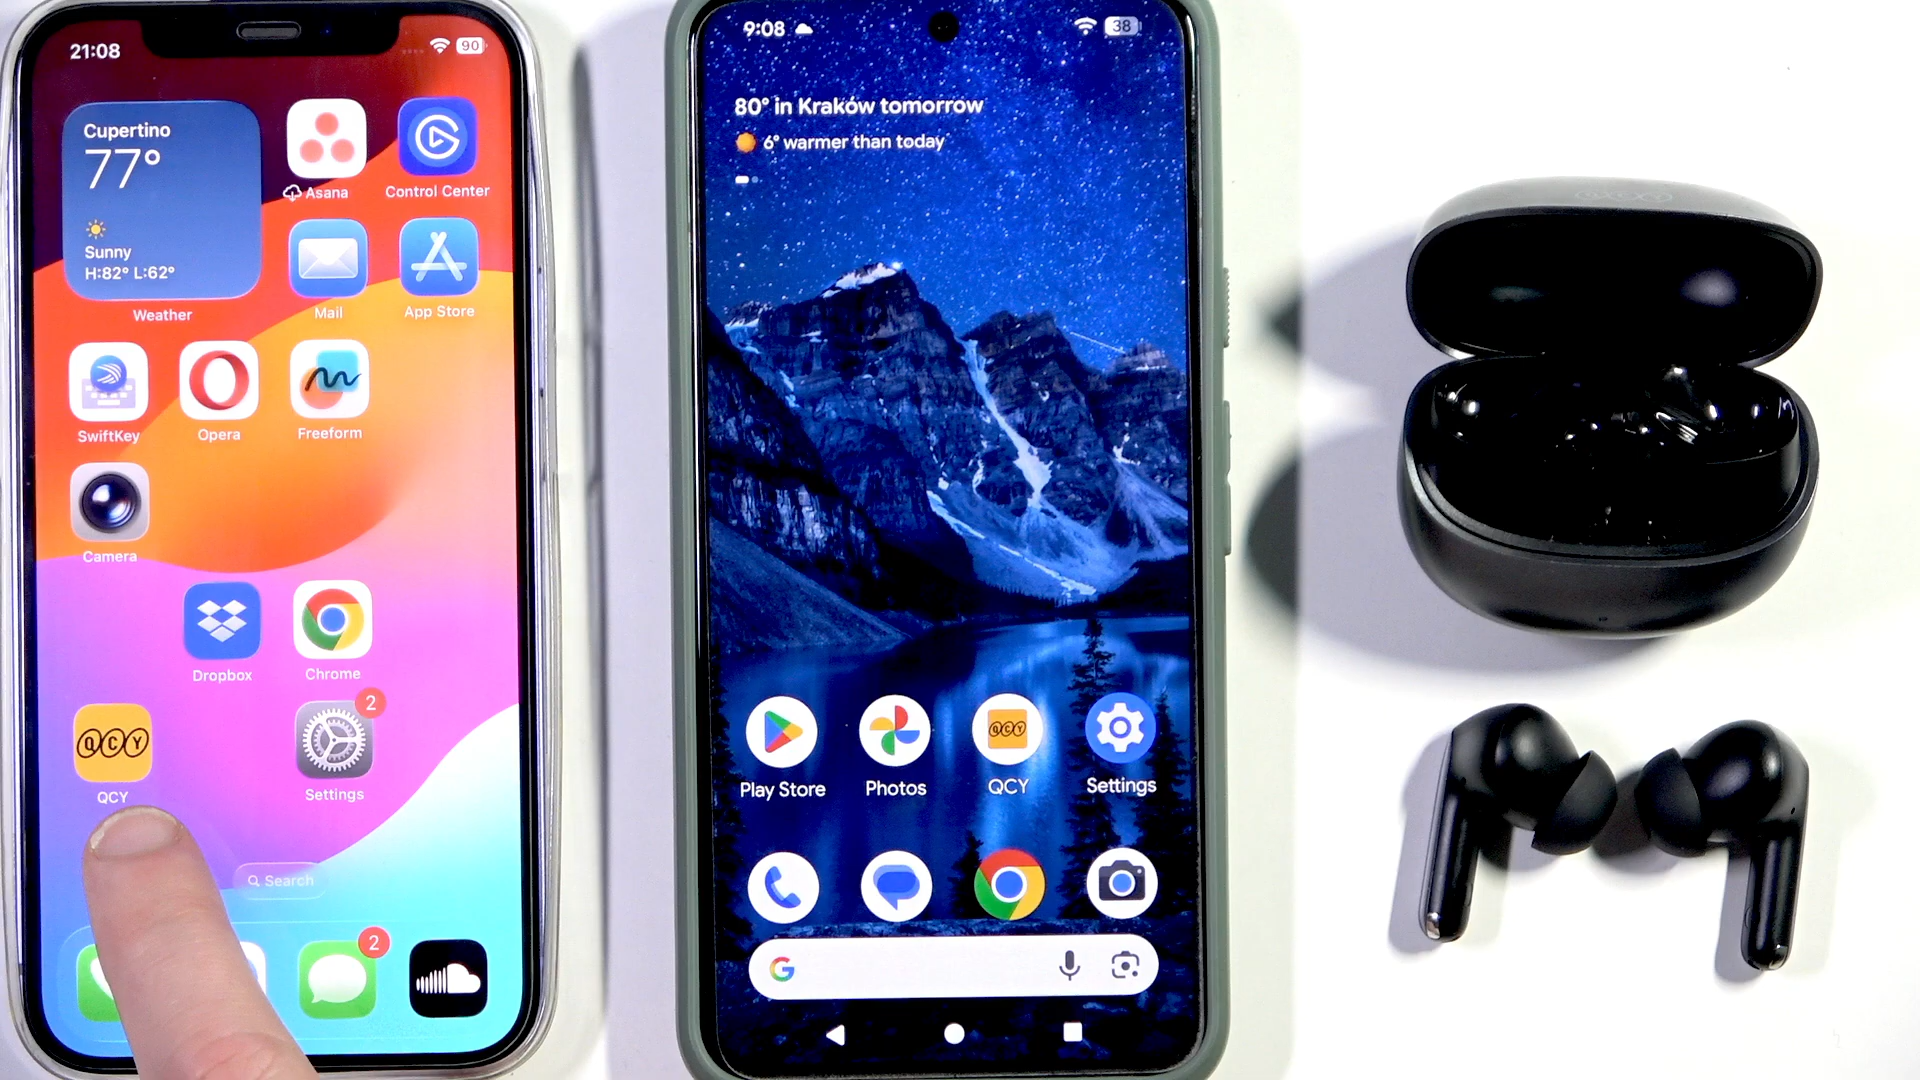 21:08
90
Cupertino
77°
Sunny
H:82° L:62°
Weather
Asana
Control Center
Mail
App Store
SwiftKey
Opera
Freeform
Camera
Dropbox
Chrome
QCY
QCY
2
Settings
Search
2
9:08
38
80° in Kraków tomorrow
6° warmer than today
Play Store
Photos
QCY
QCY
Settings
G